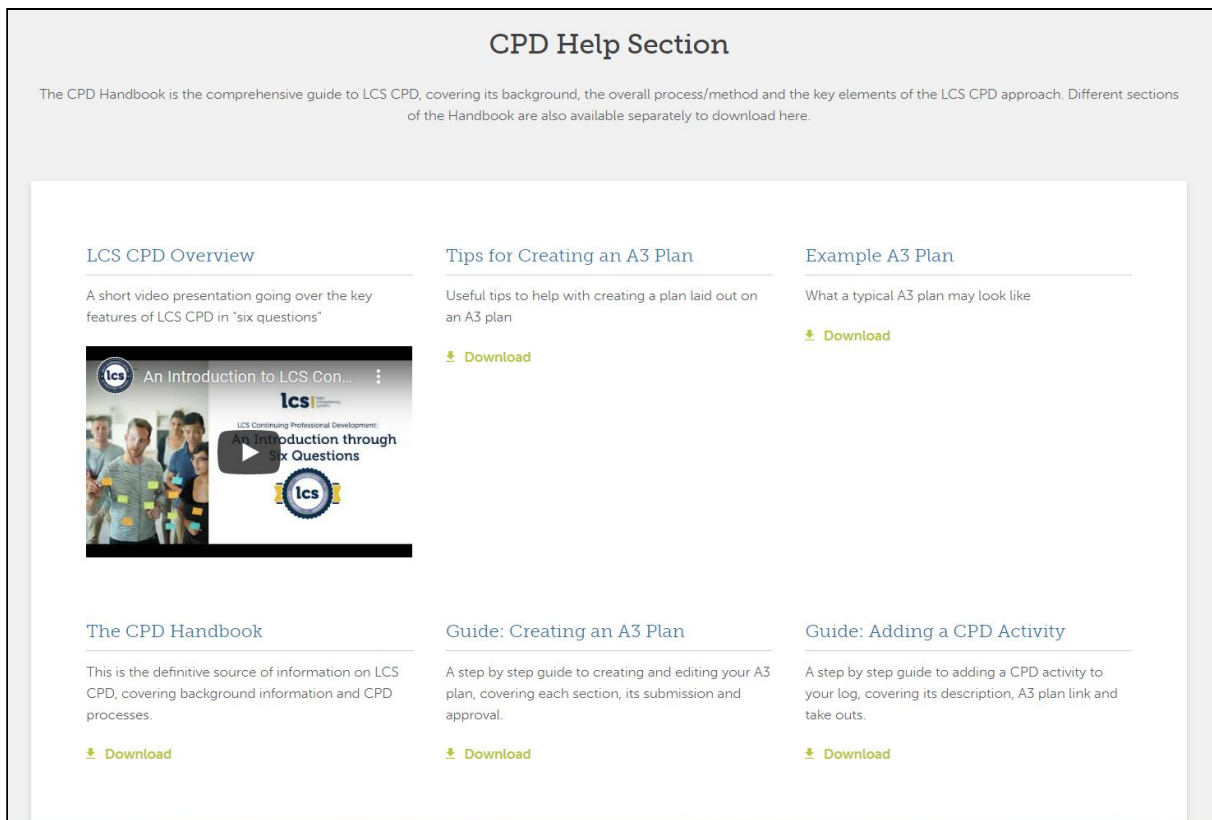 CPD Help Section
The CPD Handbook is the comprehensive guide to LCS CPD, covering its background, the overall process/method and the key elements of the LCS CPD approach. Different sections
of the Handbook are also available separately to download here.
LCS CPD Overview
A short video presentation going over the key
features of LCS CPD in "six questions"
lcs
An Introduction to LCS Con...
lcs lean
competency
system
LCS Continuing Professional Development:
An Introduction through
Six Questions
lcs
Tips for Creating an A3 Plan
Useful tips to help with creating a plan laid out on
an A3 plan
Download
Example A3 Plan
What a typical A3 plan may look like
Download
The CPD Handbook
This is the definitive source of information on LCS
CPD, covering background information and CPD
processes.
Download
Guide: Creating an A3 Plan
A step by step guide to creating and editing your A3
plan, covering each section, its submission and
approval.
Download
Guide: Adding a CPD Activity
A step by step guide to adding a CPD activity to
your log, covering its description, A3 plan link and
take outs.
Download